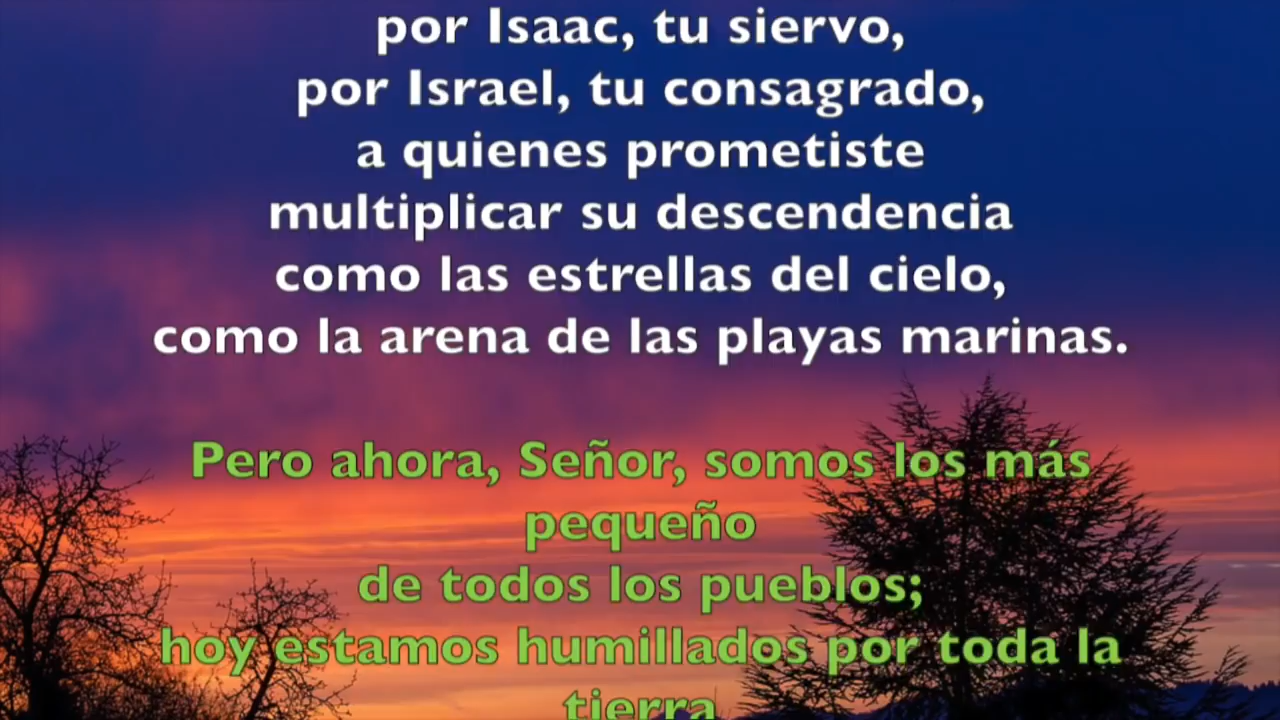 por Isaac, tu siervo,
por Israel, tu consagrado,
a quienes prometiste
multiplicar su descendencia
como las estrellas del cielo,
como la arena de las playas marinas.
Pero ahora, Señor, somos los más
pequeño
de todos los pueblos;
hoy estamos humillados por toda la
tierra